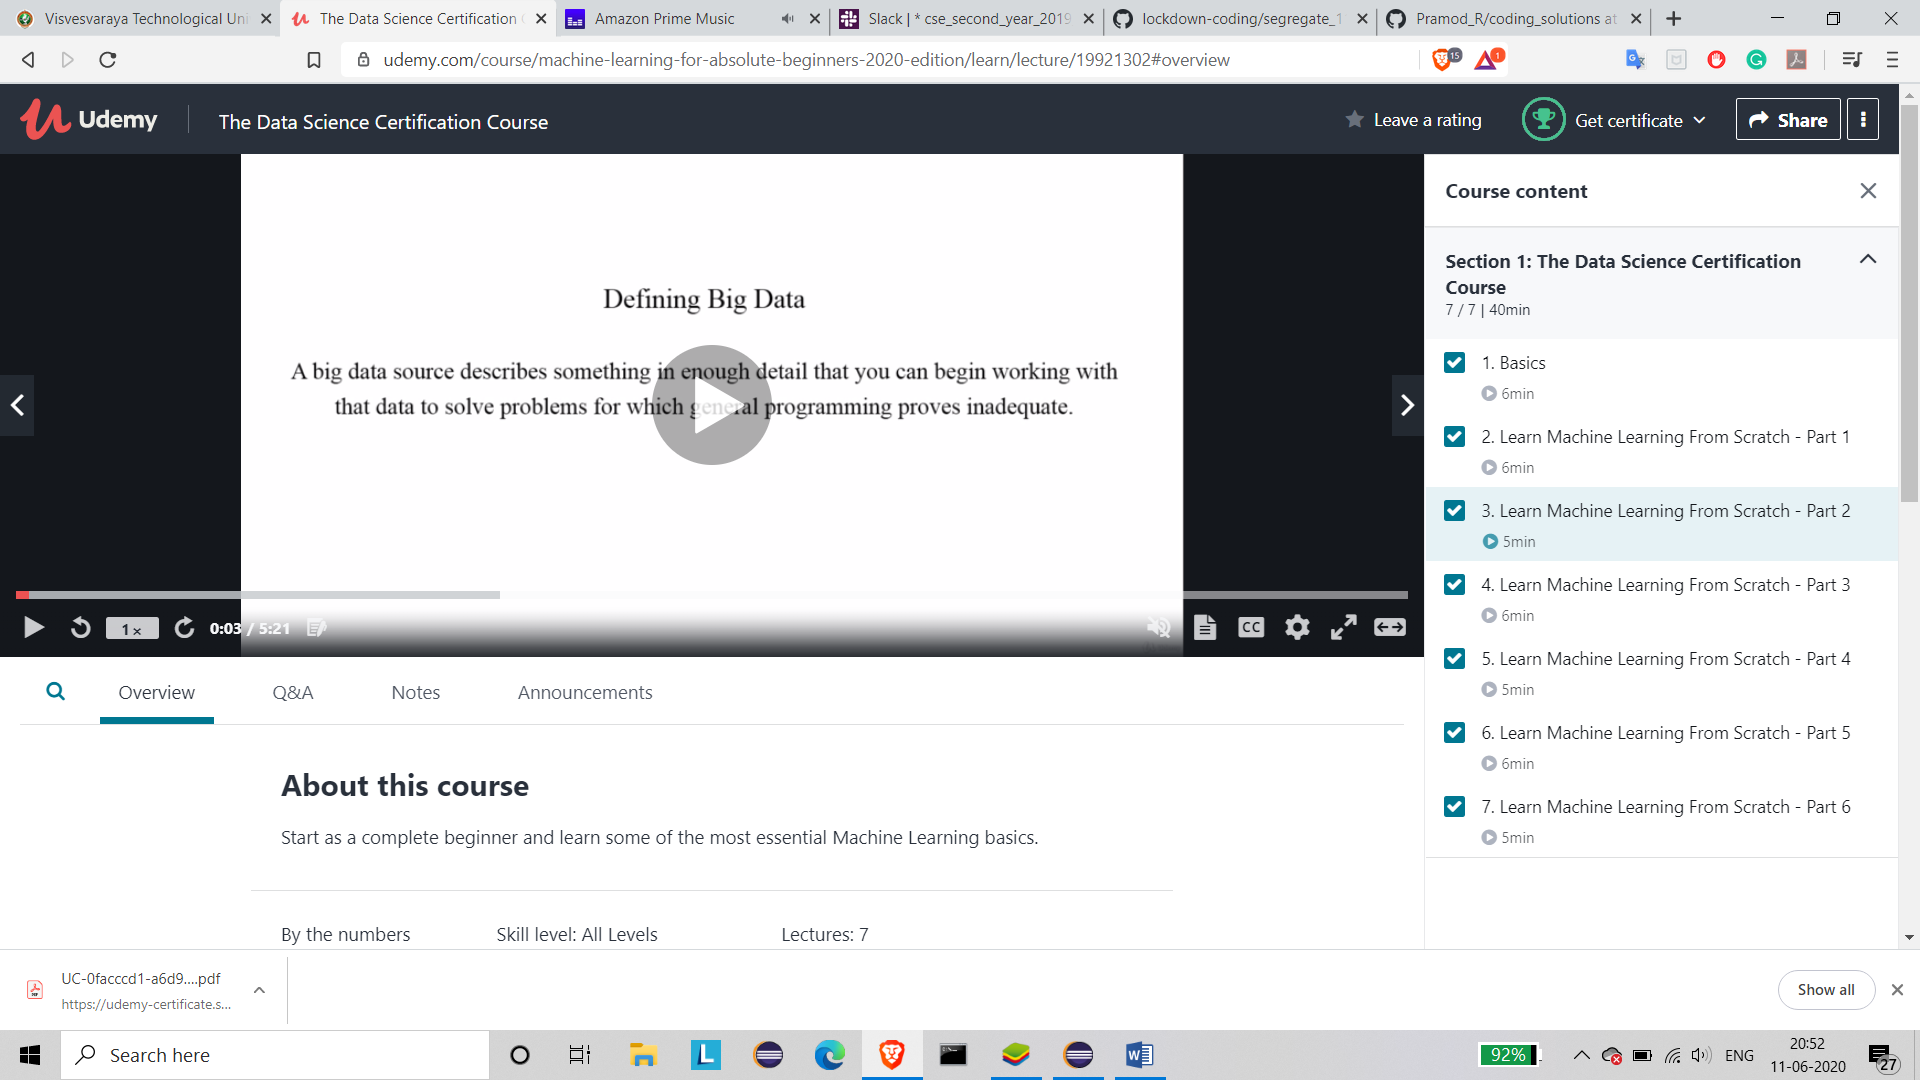 Visvesvaraya Technological Uni
The Data Science Certification C
Amazon Prime Music
Slack | * cse_second_year_2019
lockdown-coding/segregate_1
Pramod_R/coding_solutions at
udemy.com/course/machine-learning-for-absolute-beginners-2020-edition/learn/lecture/19921302#overview
15
1
Udemy
The Data Science Certification Course
Leave a rating
Get certificate
Share
Defining Big Data
A big data source describes something in enough detail that you can begin working with
that data to solve problems for which general programming proves inadequate.
1×
0:03 / 5:21
CC
Course content
Section 1: The Data Science Certification
Course
7 / 7 | 40min
1. Basics
6min
2. Learn Machine Learning From Scratch - Part 1
6min
3. Learn Machine Learning From Scratch - Part 2
5min
4. Learn Machine Learning From Scratch - Part 3
6min
5. Learn Machine Learning From Scratch - Part 4
5min
6. Learn Machine Learning From Scratch - Part 5
6min
7. Learn Machine Learning From Scratch - Part 6
5min
Overview
Q&A
Notes
Announcements
About this course
Start as a complete beginner and learn some of the most essential Machine Learning basics.
By the numbers
Skill level: All Levels
Lectures: 7
UC-0facccd1-a6d9....pdf
https://udemy-certificate.s...
Show all
Search here
92%
ENG
20:52
11-06-2020
27